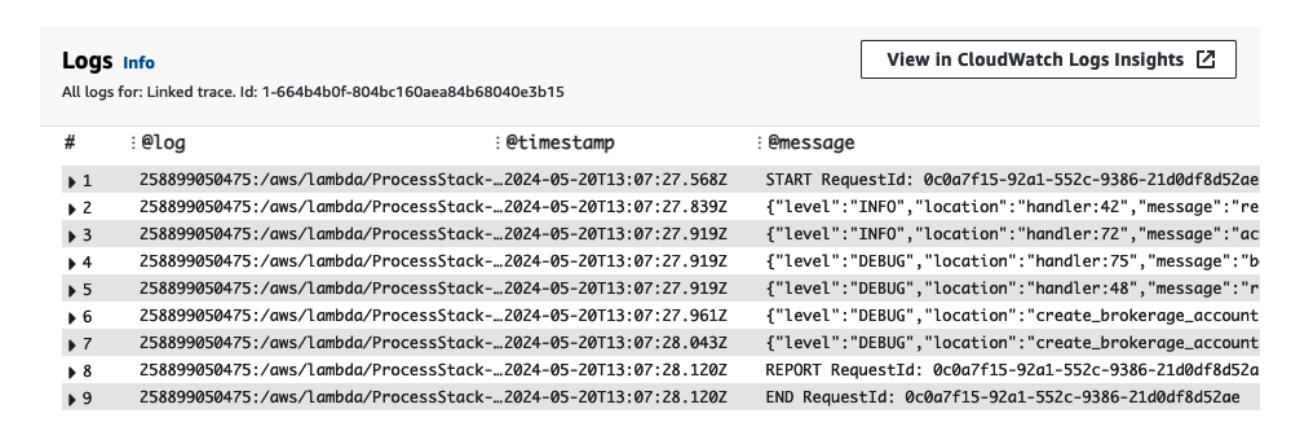 Logs Info
View in CloudWatch Logs Insights
All logs for: Linked trace. Id: 1-664b4b0f-804bc160aea84b68040e3b15
# @log @timestamp @message
1 258899050475:/aws/lambda/ProcessStack-…2024-05-20T13:07:27.568Z START RequestId: 0c0a7f15-92a1-552c-9386-21d0df8d52ae
2 258899050475:/aws/lambda/ProcessStack-…2024-05-20T13:07:27.839Z {"level":"INFO","location":"handler:42","message":"re
3 258899050475:/aws/lambda/ProcessStack-…2024-05-20T13:07:27.919Z {"level":"INFO","location":"handler:72","message":"ac
4 258899050475:/aws/lambda/ProcessStack-…2024-05-20T13:07:27.919Z {"level":"DEBUG","location":"handler:75","message":"b
5 258899050475:/aws/lambda/ProcessStack-…2024-05-20T13:07:27.919Z {"level":"DEBUG","location":"handler:48","message":"r
6 258899050475:/aws/lambda/ProcessStack-…2024-05-20T13:07:27.961Z {"level":"DEBUG","location":"create_brokerage_account
7 258899050475:/aws/lambda/ProcessStack-…2024-05-20T13:07:28.043Z {"level":"DEBUG","location":"create_brokerage_account
8 258899050475:/aws/lambda/ProcessStack-…2024-05-20T13:07:28.120Z REPORT RequestId: 0c0a7f15-92a1-552c-9386-21d0df8d52a
9 258899050475:/aws/lambda/ProcessStack-…2024-05-20T13:07:28.120Z END RequestId: 0c0a7f15-92a1-552c-9386-21d0df8d52ae